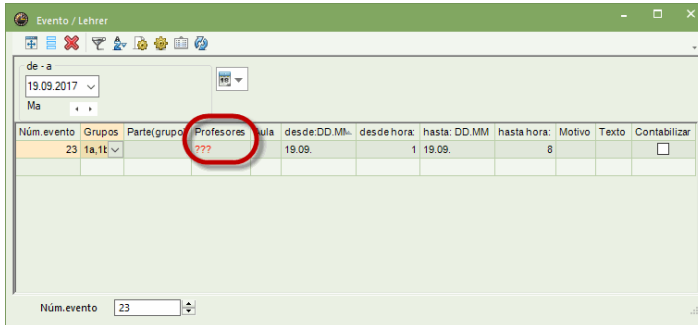 Evento / Lehrer
de - a
19.09.2017
Ma
Núm.evento Grupos Parte(grupo) Profesores desde:DD.MM. desde hora: hasta: DD.MM hasta hora: Motivo Texto Contabilizar
23 1a,1b ??? 19.09. 1 19.09. 8
Núm.evento 23